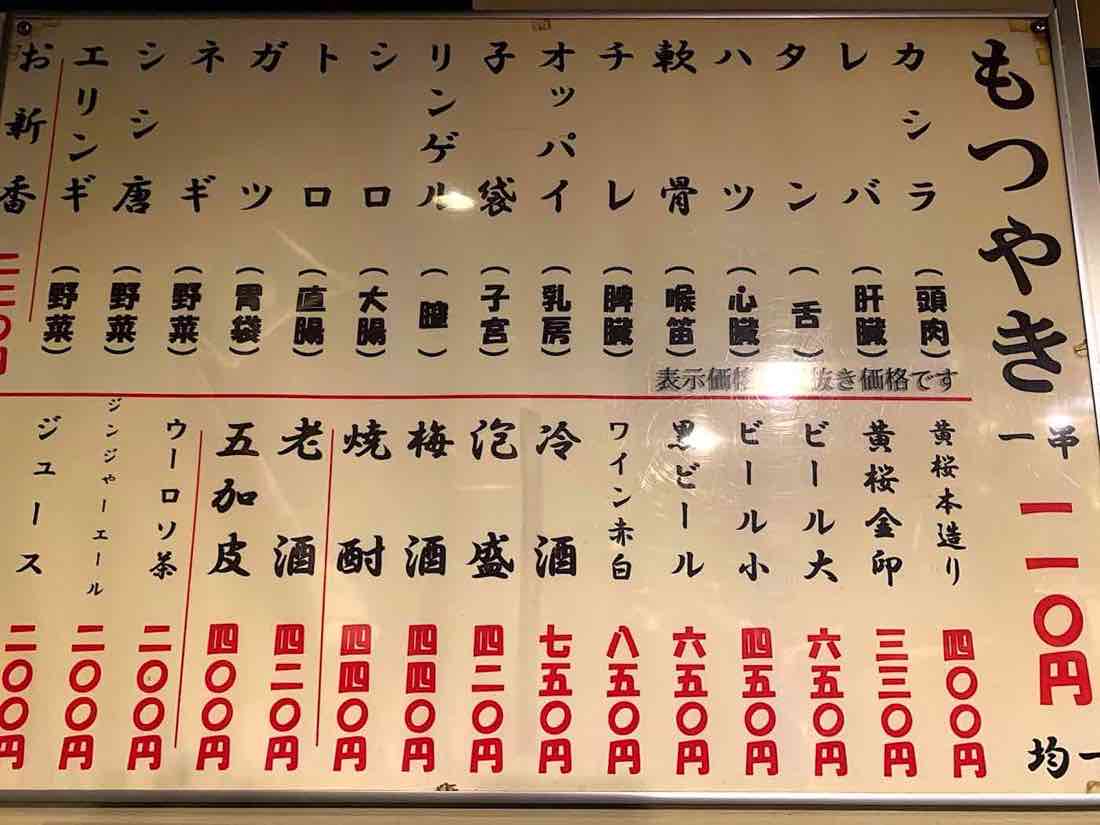 もつやき
一串
一一〇円
均一
カシラ（頭肉）
レバ（肝臓）
タン（舌）
ハツ（心臓）
軟骨（喉笛）
チレ（脾臓）
オッパイ（乳房）
子袋（子宮）
リンゲル（膣）
シロ（大腸）
トロ（直腸）
ガツ（胃袋）
ネギ（野菜）
シシ唐（野菜）
エリンギ（野菜）
お新香
表示価格 抜き価格です
黄桜本造り 四〇〇円
黄桜金印 三三〇円
ビール大 六五〇円
ビール小 四五〇円
黒ビール 六五〇円
ワイン赤白 八五〇円
冷酒 七五〇円
泡盛 四二〇円
梅酒 四四〇円
焼酎 四四〇円
老酒 四二〇円
五加皮 四〇〇円
ウーロン茶 二〇〇円
ジンジャーエール 二〇〇円
ジュース 二〇〇円